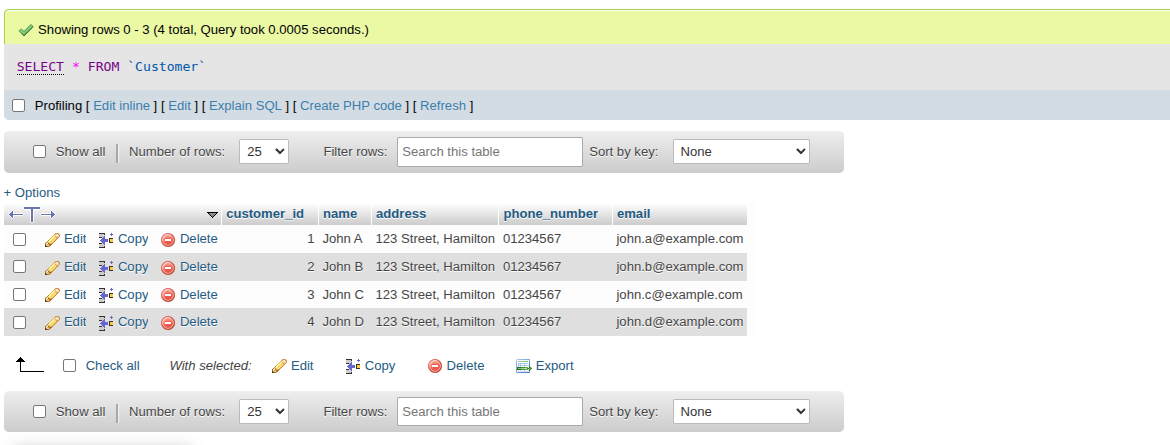 Showing rows 0 - 3 (4 total, Query took 0.0005 seconds.)
SELECT * FROM `Customer`
Profiling [ Edit inline ] [ Edit ] [ Explain SQL ] [ Create PHP code ] [ Refresh ]
Show all | Number of rows: 25 Filter rows: Search this table Sort by key: None
+ Options
customer_id name address phone_number email
Edit Copy Delete 1 John A 123 Street, Hamilton 01234567 john.a@example.com
Edit Copy Delete 2 John B 123 Street, Hamilton 01234567 john.b@example.com
Edit Copy Delete 3 John C 123 Street, Hamilton 01234567 john.c@example.com
Edit Copy Delete 4 John D 123 Street, Hamilton 01234567 john.d@example.com
Check all With selected: Edit Copy Delete Export
Show all | Number of rows: 25 Filter rows: Search this table Sort by key: None